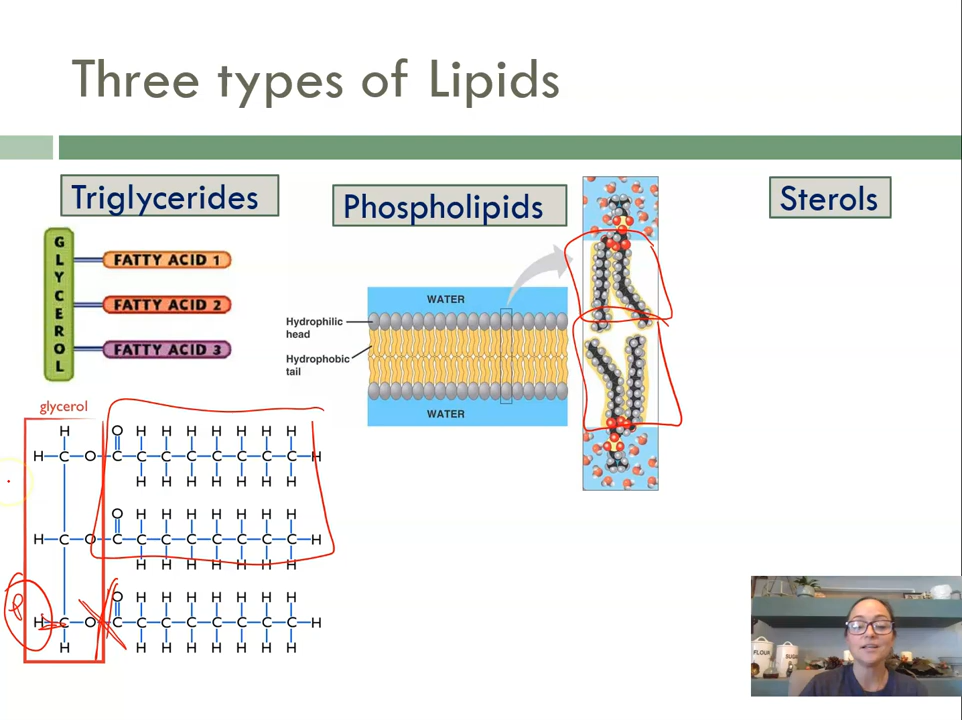 Three types of Lipids
Triglycerides
Phospholipids
Sterols
GLYCEROL
FATTY ACID 1
FATTY ACID 2
FATTY ACID 3
WATER
Hydrophilic
head
Hydrophobic
tail
WATER
glycerol
H O H H H H H H H
H C O C C C C C C C C H
H H H H H H H
O H H H H H H H
H C O C C C C C C C C H
H H H H H H H
O H H H H H H H
H C O C C C C C C C C H
H H H H H H H H
P
FLOUR
SUGAR